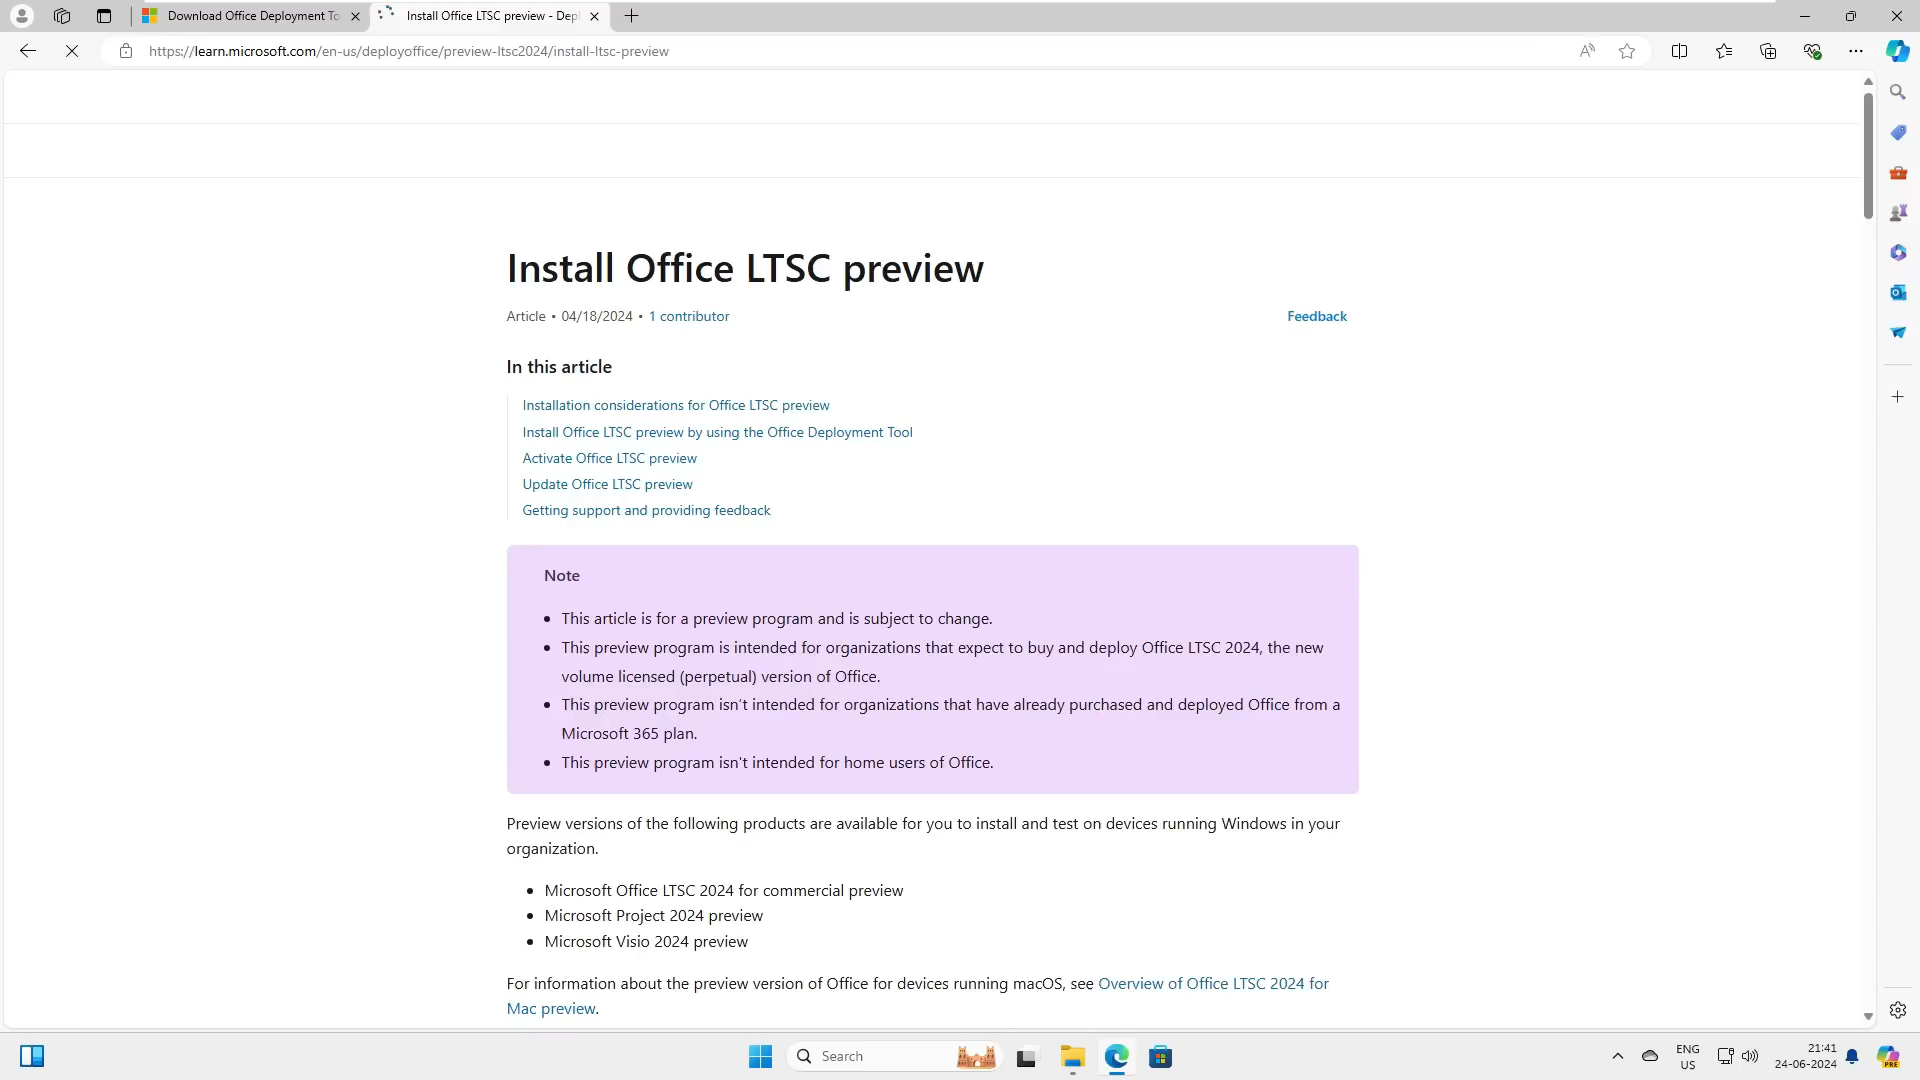 Download Office Deployment To
Install Office LTSC preview - Depl
https://learn.microsoft.com/en-us/deployoffice/preview-ltsc2024/install-ltsc-preview
Install Office LTSC preview
Article • 04/18/2024 • 1 contributor
Feedback
In this article
Installation considerations for Office LTSC preview
Install Office LTSC preview by using the Office Deployment Tool
Activate Office LTSC preview
Update Office LTSC preview
Getting support and providing feedback
Note
• This article is for a preview program and is subject to change.
• This preview program is intended for organizations that expect to buy and deploy Office LTSC 2024, the new
volume licensed (perpetual) version of Office.
• This preview program isn't intended for organizations that have already purchased and deployed Office from a
Microsoft 365 plan.
• This preview program isn't intended for home users of Office.
Preview versions of the following products are available for you to install and test on devices running Windows in your
organization.
• Microsoft Office LTSC 2024 for commercial preview
• Microsoft Project 2024 preview
• Microsoft Visio 2024 preview
For information about the preview version of Office for devices running macOS, see Overview of Office LTSC 2024 for
Mac preview.
Search
ENG
US
21:41
24-06-2024
PRE